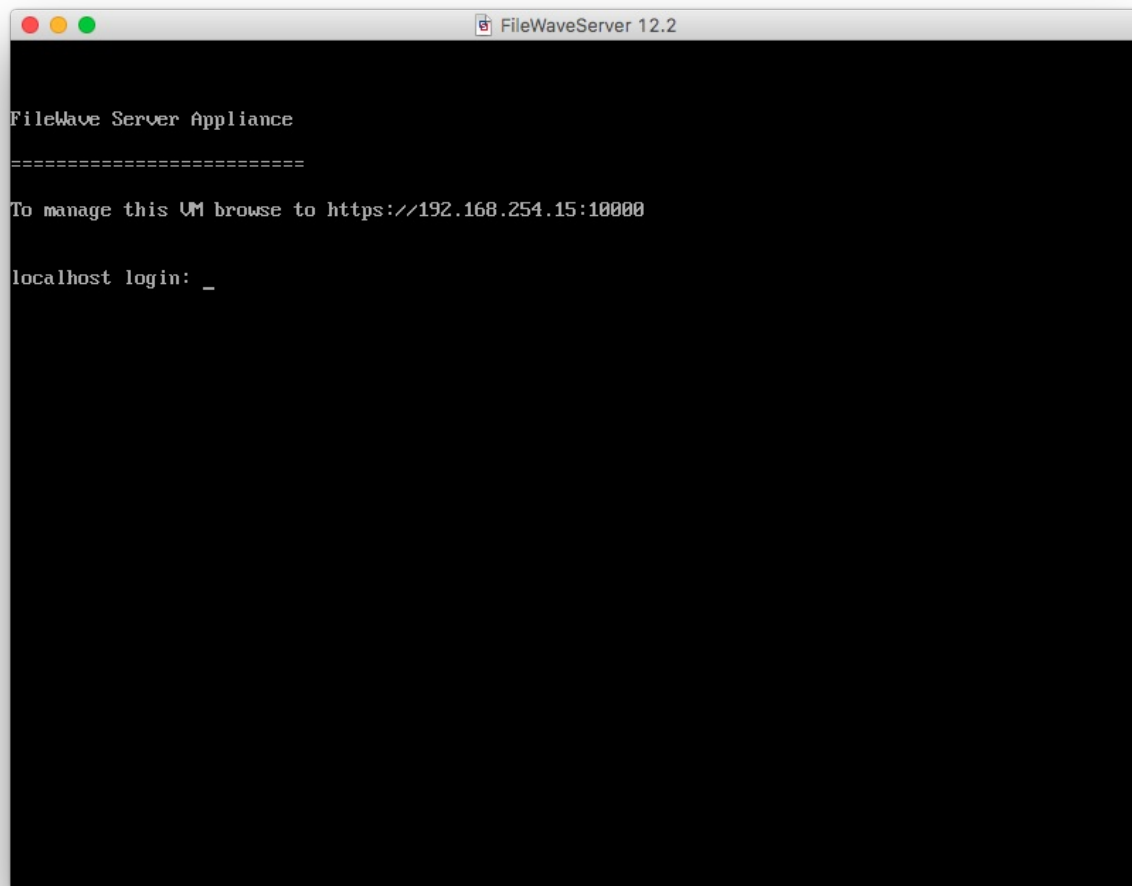 FileWaveServer 12.2
FileWave Server Appliance
==========================
To manage this VM browse to https://192.168.254.15:10000
localhost login: _